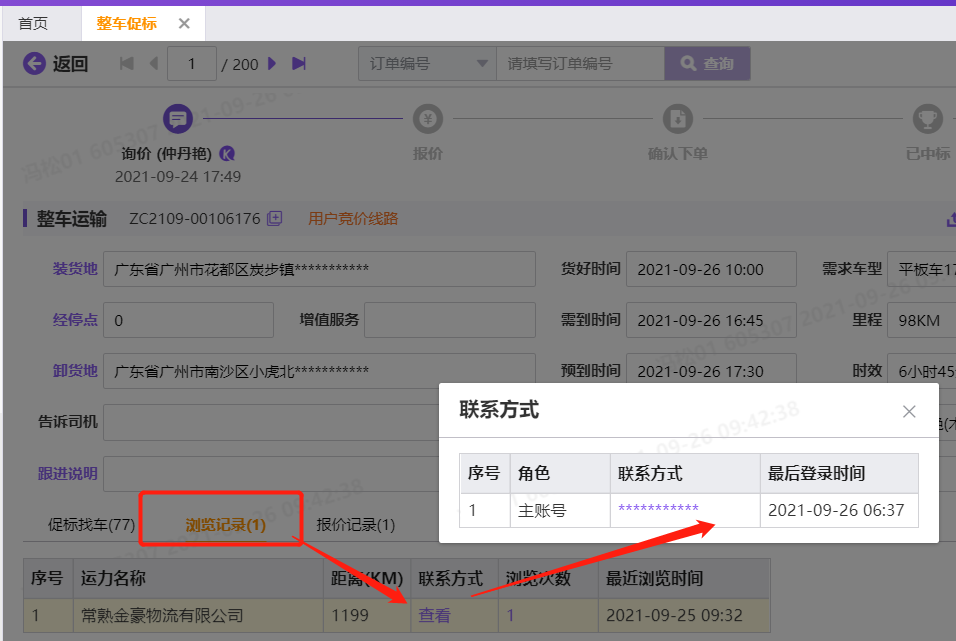 首页 整车促标
返回 1 / 200 订单编号 请填写订单编号 查询
询价 (仲丹艳) K 报价 确认下单 已中标
2021-09-24 17:49
整车运输 ZC2109-00106176 用户竞价线路
装货地 广东省广州市花都区炭步镇*********** 货好时间 2021-09-26 10:00 需求车型 平板车17
经停点 0 增值服务 需到时间 2021-09-26 16:45 里程 98KM
卸货地 广东省广州市南沙区小虎北*********** 预到时间 2021-09-26 17:30 时效 6小时45
告诉司机
跟进说明
联系方式
序号 角色 联系方式 最后登录时间
1 主账号 *********** 2021-09-26 06:37
促标找车(77) 浏览记录(1) 报价记录(1)
序号 运力名称 距离(KM) 联系方式 浏览次数 最近浏览时间
1 常熟金豪物流有限公司 1199 查看 1 2021-09-25 09:32
冯松01 605307 2021-09-26 09:42:38